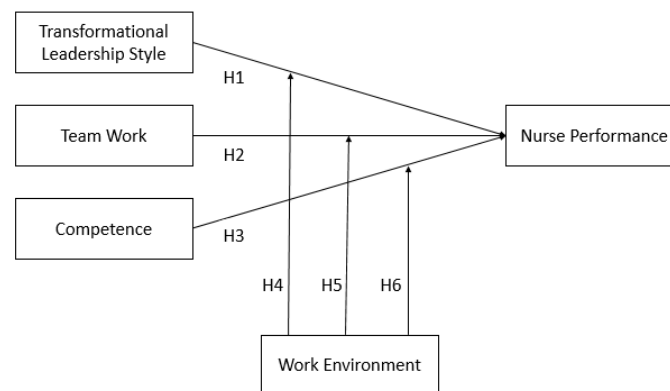 Transformational
Leadership Style
H1
Team Work
Nurse Performance
H2
Competence
H3
H4
H5
H6
Work Environment